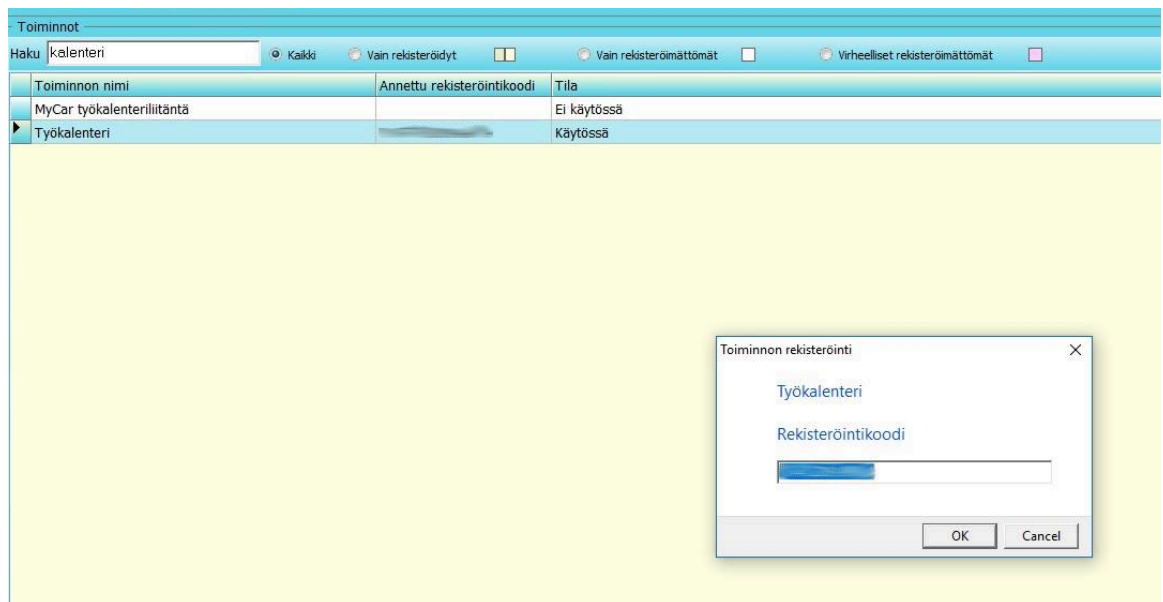 Toiminnot
Haku kalenteri Kaikki Vain rekisteröidyt Vain rekisteröimättömät Virheelliset rekisteröimättömät
Toiminnon nimi Annettu rekisteröintikoodi Tila
MyCar työkalenteriliitäntä Ei käytössä
Työkalenteri Käytössä
Toiminnon rekisteröinti
Työkalenteri
Rekisteröintikoodi
OK Cancel